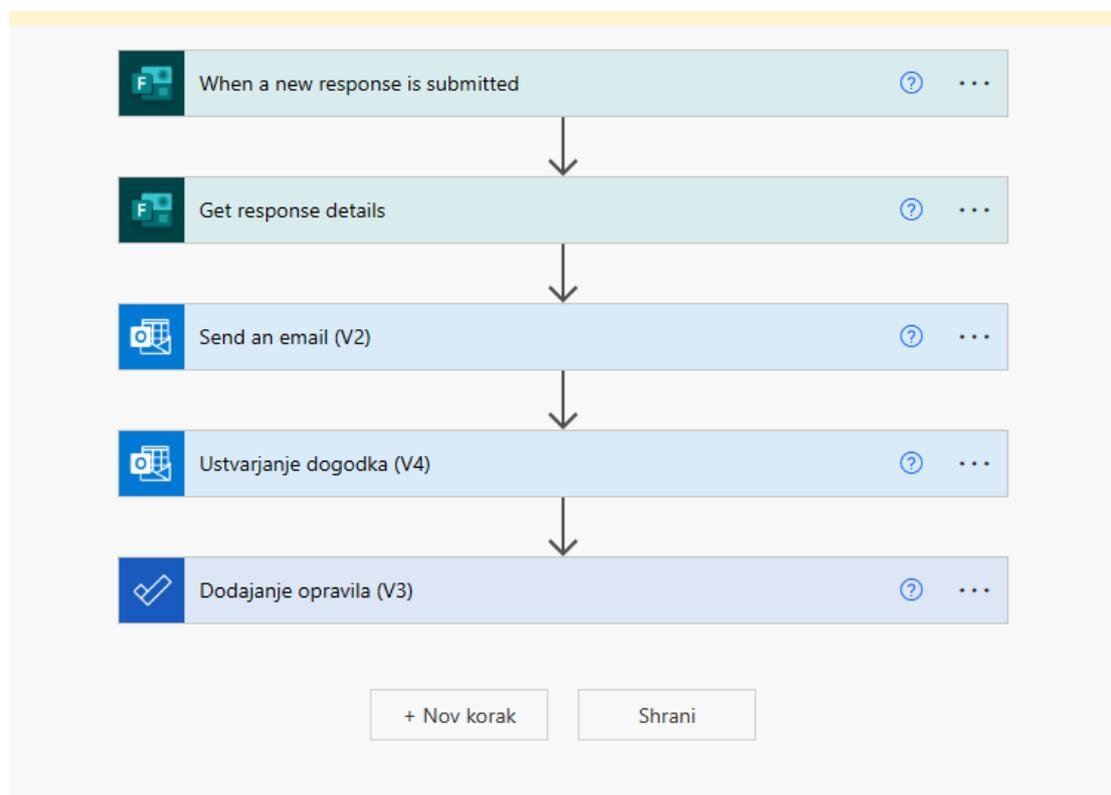 When a new response is submitted
Get response details
Send an email (V2)
Ustvarjanje dogodka (V4)
Dodajanje opravila (V3)
+ Nov korak
Shrani